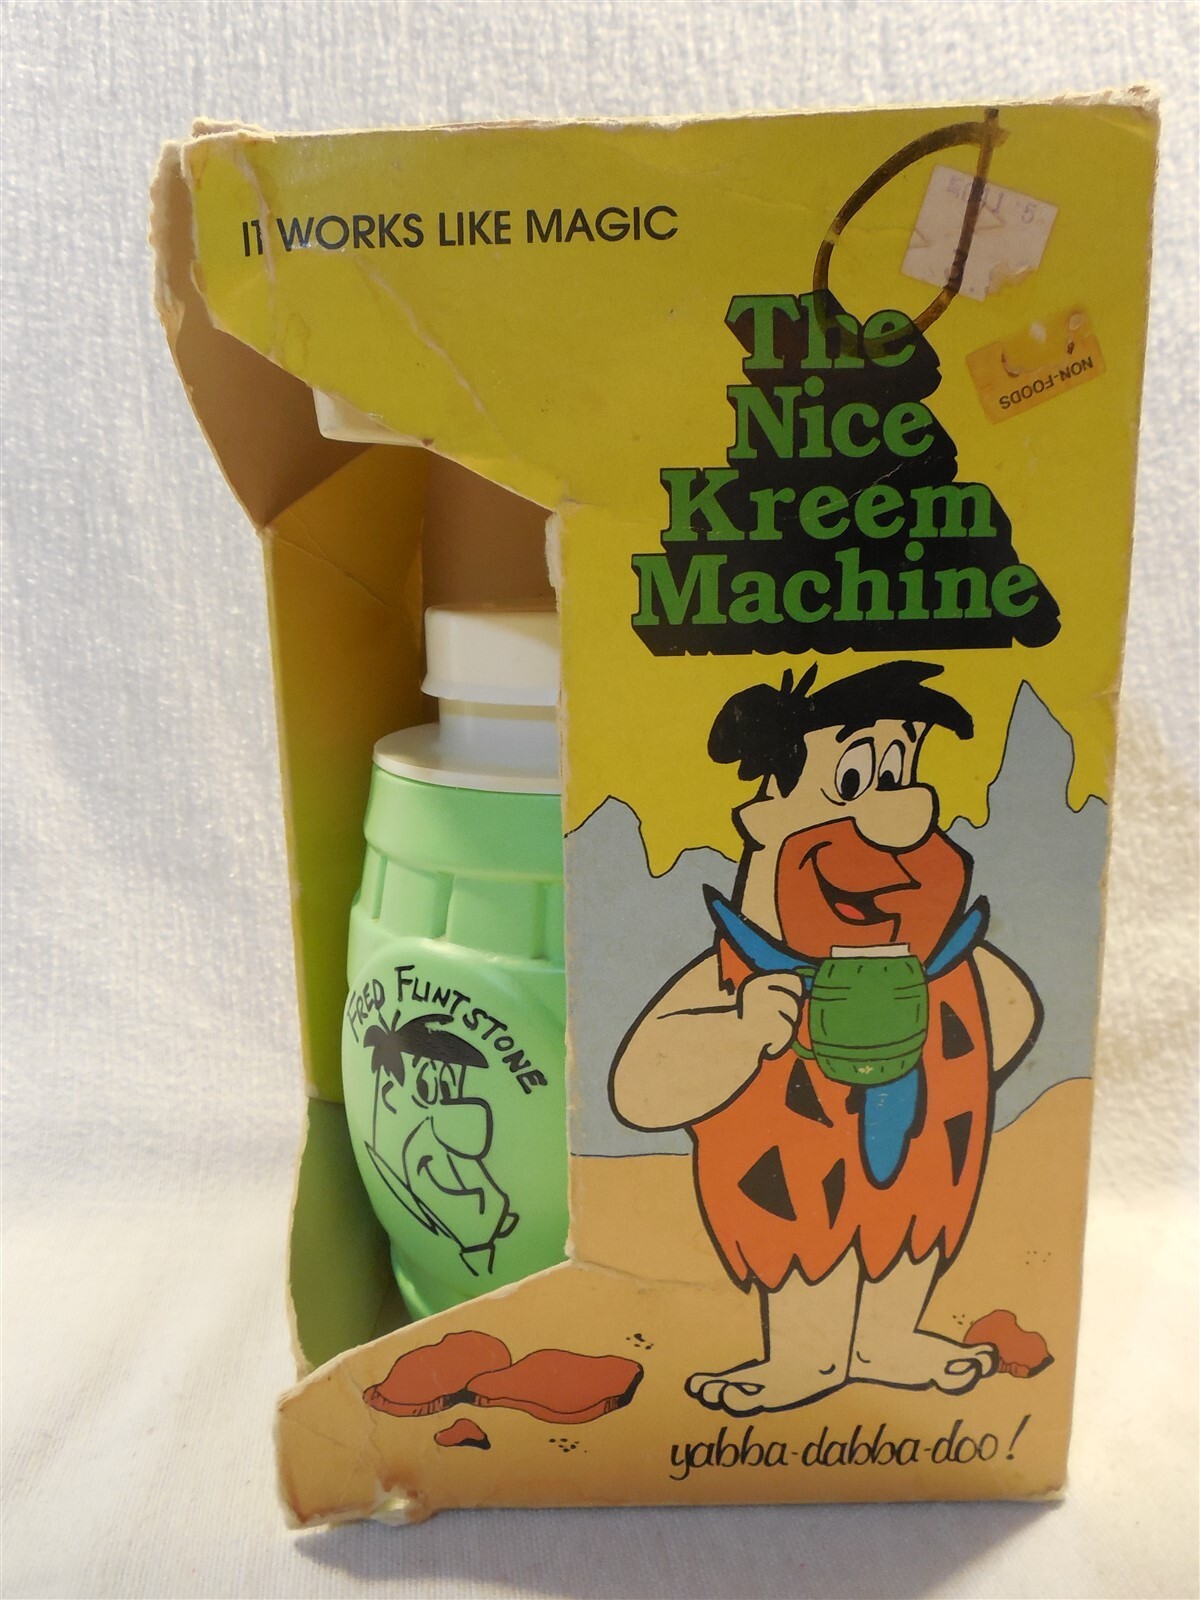 IT WORKS LIKE MAGIC
The
Nice
Kreem
Machine
NON-FOODS
FRED FLINTSTONE
yabba-dabba-doo!